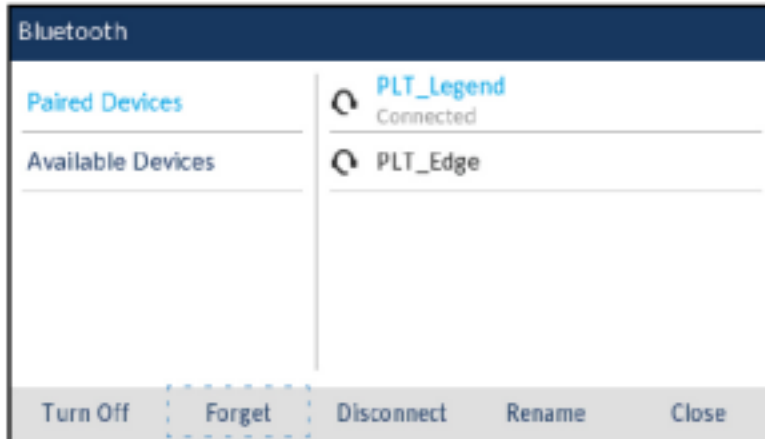 Bluetooth
Paired Devices
Available Devices
PLT_Legend
Connected
PLT_Edge
Turn Off Forget Disconnect Rename Close